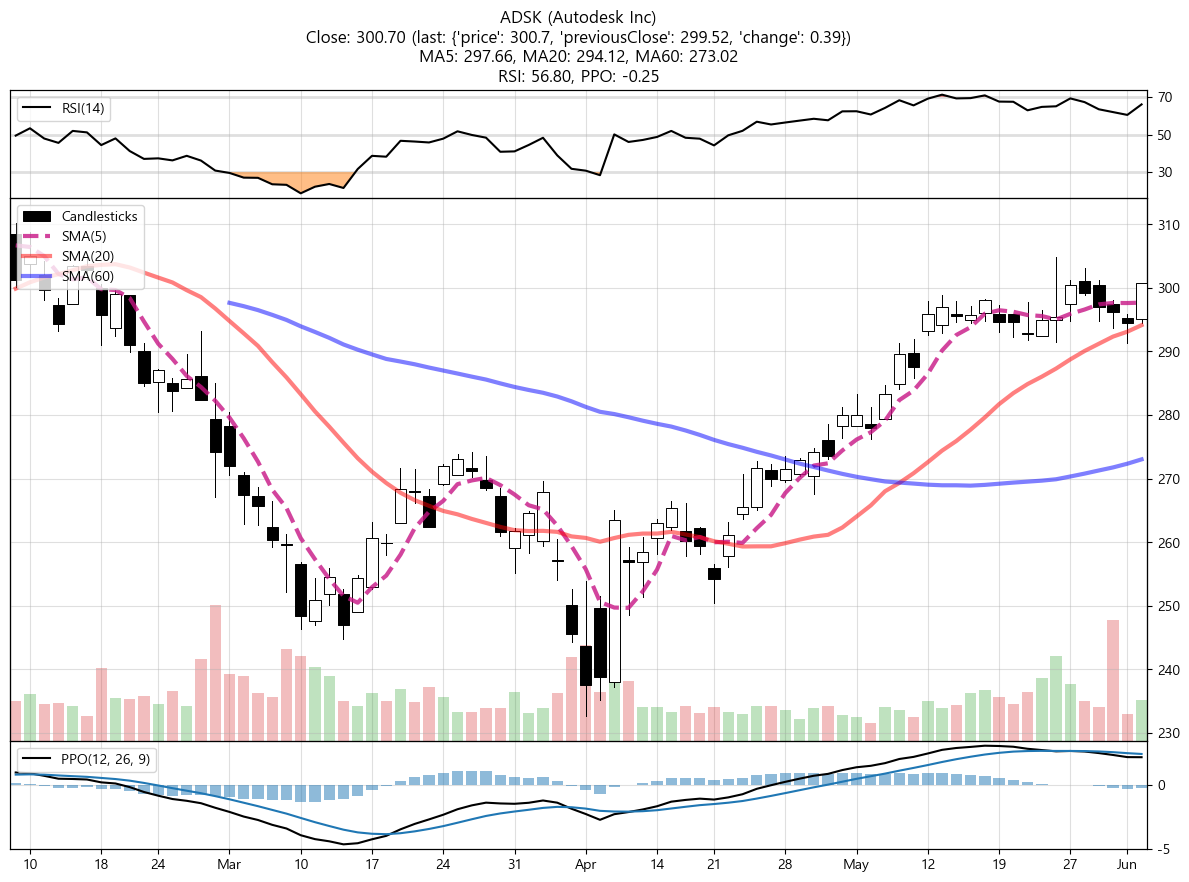 ADSK (Autodesk Inc)
Close: 300.70 (last: {'price': 300.7, 'previousClose': 299.52, 'change': 0.39})
MA5: 297.66, MA20: 294.12, MA60: 273.02
RSI: 56.80, PPO: -0.25
RSI(14)
70
50
30
Candlesticks
SMA(5)
SMA(20)
SMA(60)
310
300
290
280
270
260
250
240
230
PPO(12, 26, 9)
0
-5
10 18 24 Mar 10 17 24 31 Apr 14 21 28 May 12 19 27 Jun